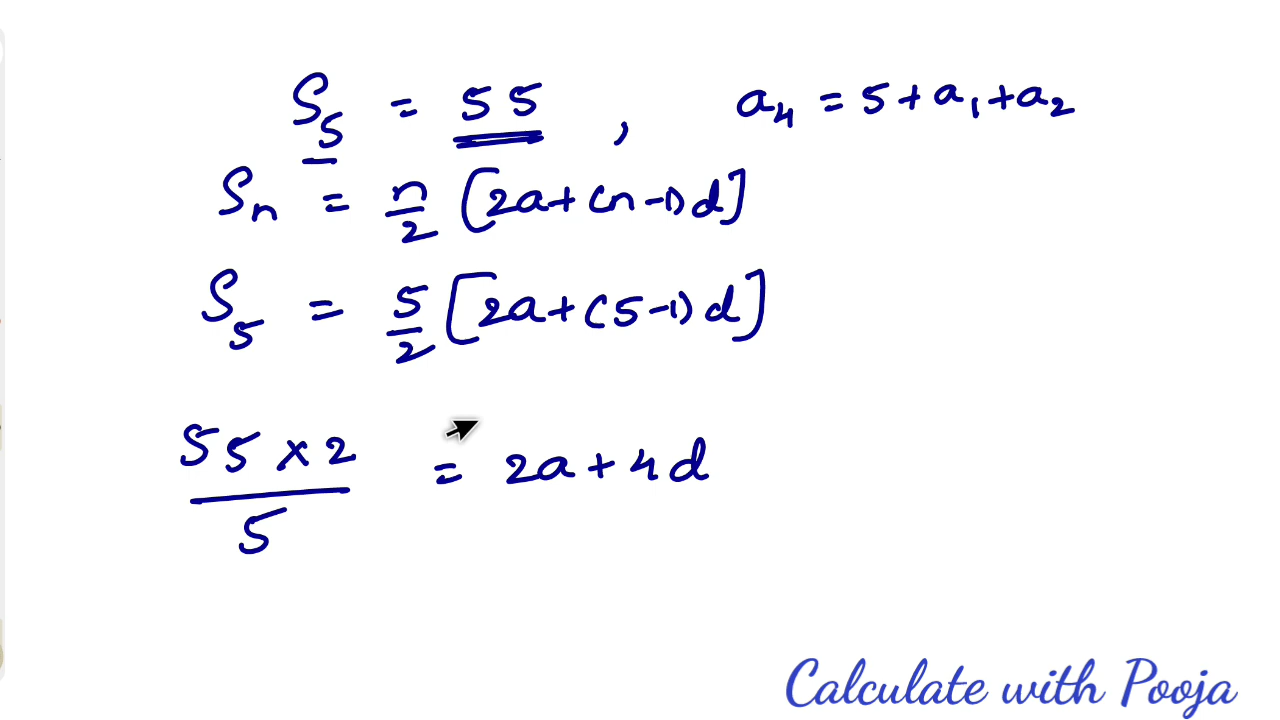 S₅ = 55 , a₄ = 5 + a₁ + a₂
Sₙ = n/2 [2a + (n-1)d]
S₅ = 5/2 [2a + (5-1)d]
55 × 2 / 5 = 2a + 4d
Calculate with Pooja